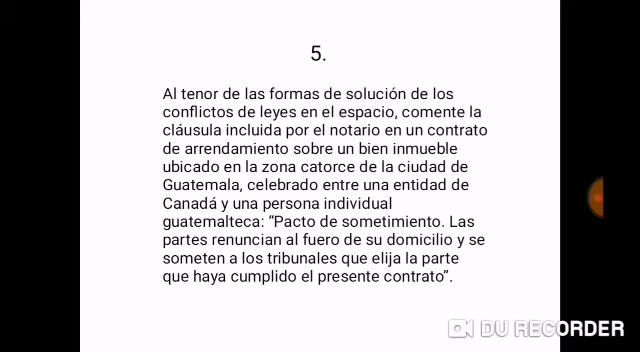 5.
Al tenor de las formas de solución de los
conflictos de leyes en el espacio, comente la
cláusula incluida por el notario en un contrato
de arrendamiento sobre un bien inmueble
ubicado en la zona catorce de la ciudad de
Guatemala, celebrado entre una entidad de
Canadá y una persona individual
guatemalteca: “Pacto de sometimiento. Las
partes renuncian al fuero de su domicilio y se
someten a los tribunales que elija la parte
que haya cumplido el presente contrato”.
DU RECORDER